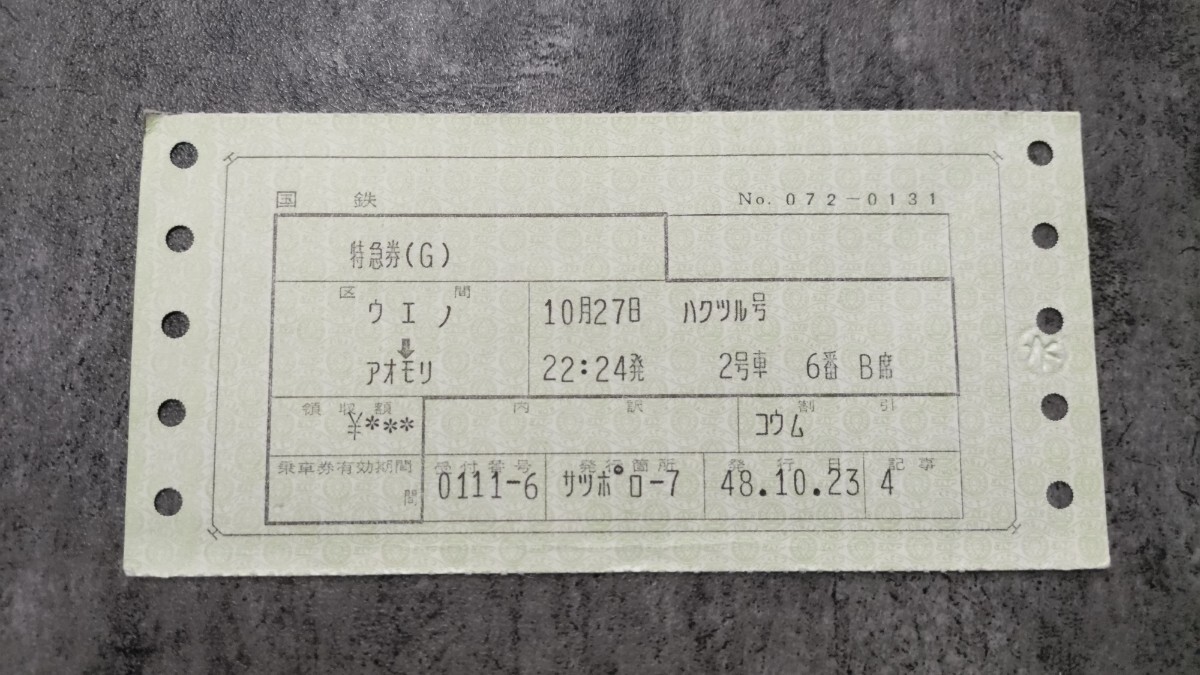 国鉄 No. 072-0131
特急券(G)
区間
ウエノ 10月27日 ハクツル号
⬇
アオモリ 22:24発 2号車 6番 B席
領収額 内訳 割引
¥*** コウム
乗車券有効期間 受付番号 発行箇所 発行日 記事
間 0111-6 サツポロ-7 48.10.23 4